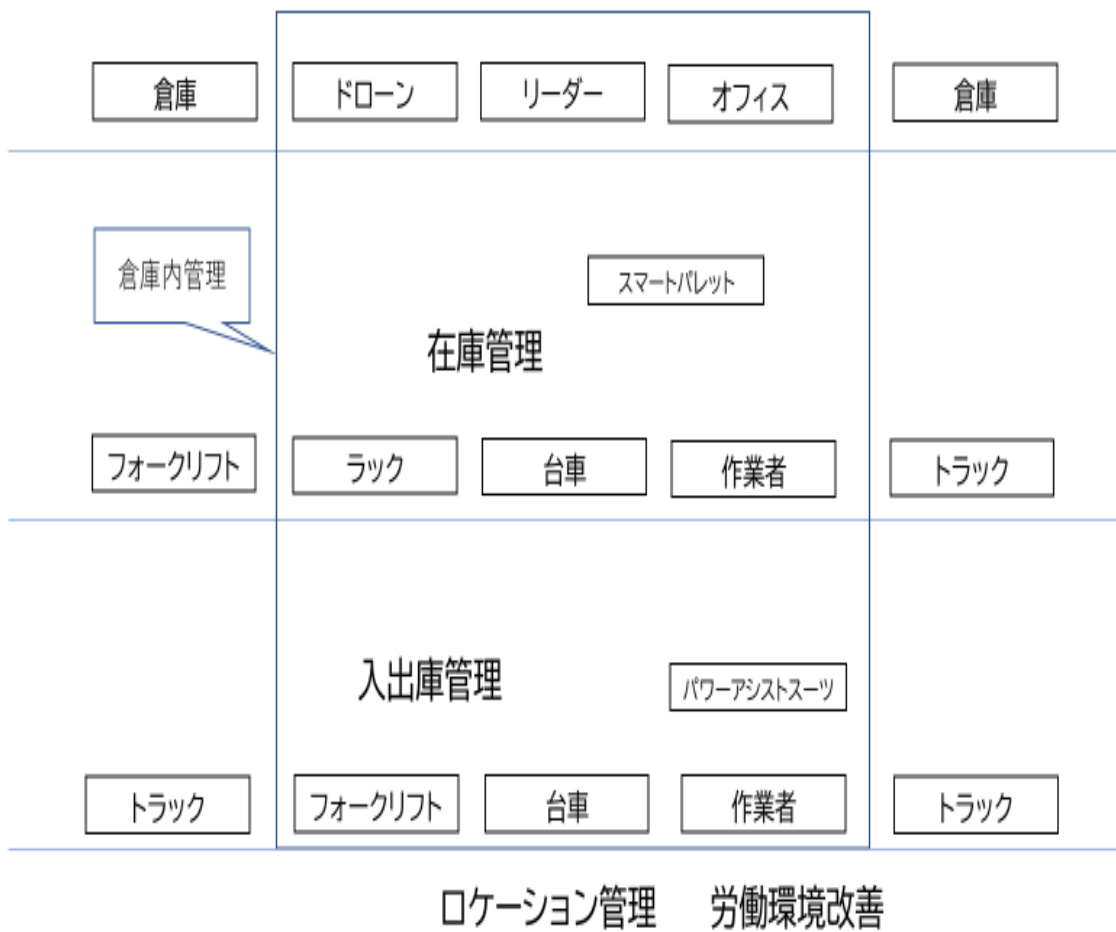 倉庫
ドローン
リーダー
オフィス
倉庫
倉庫内管理
スマートパレット
在庫管理
フォークリフト
ラック
台車
作業者
トラック
入出庫管理
パワーアシストスーツ
トラック
フォークリフト
台車
作業者
トラック
ロケーション管理
労働環境改善